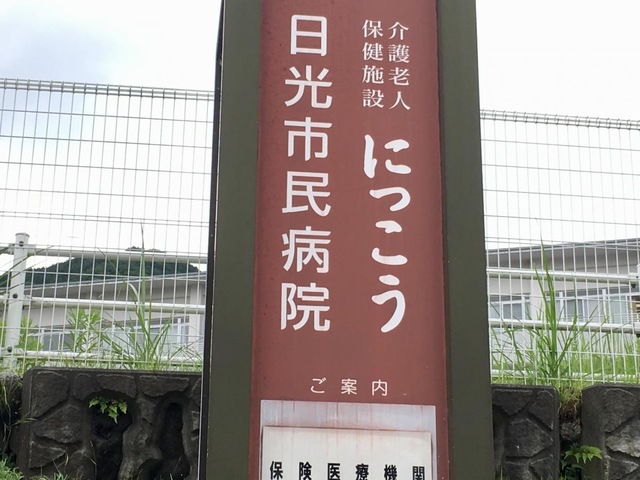 介護老人
保健施設
にっこう
日光市民病院
ご案内
保険医療機関